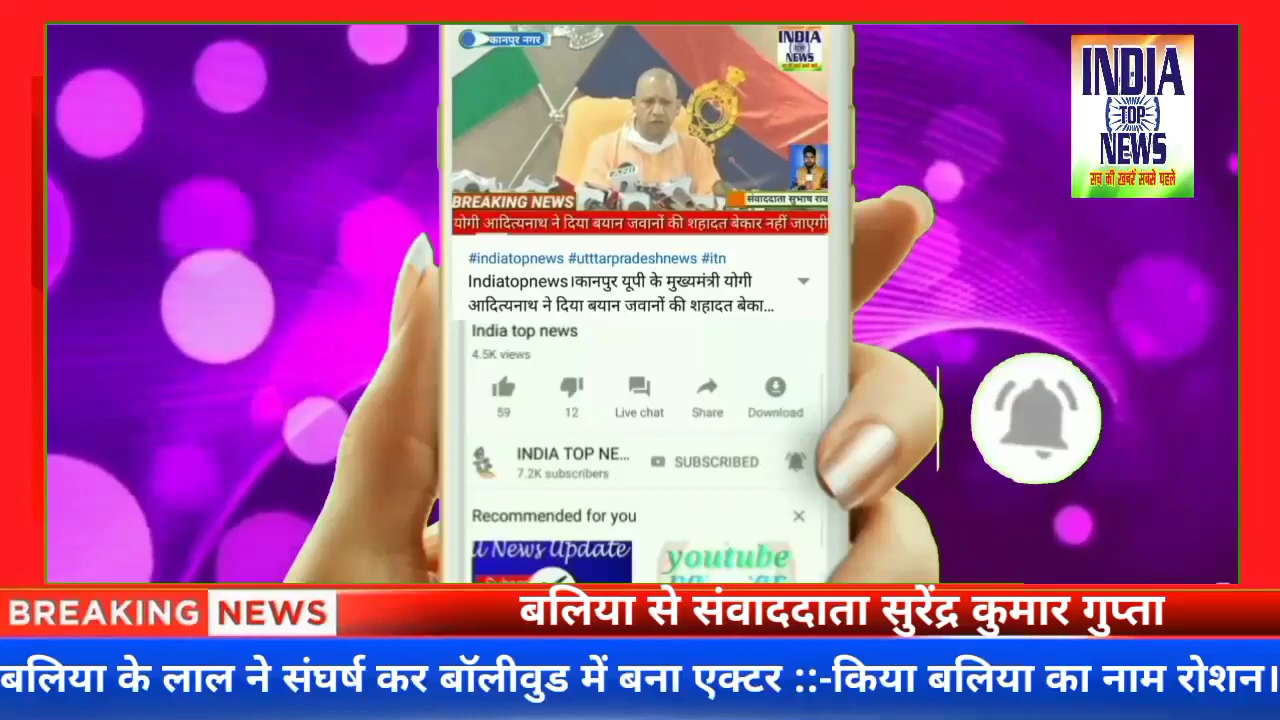 कानपुर नगर
INDIA
TOP
NEWS
INDIA
TOP
NEWS
सच की खबरें सबसे पहले
BREAKING NEWS
संवाददाता सुभाष राव
योगी आदित्यनाथ ने दिया बयान जवानों की शहादत बेकार नहीं जाएगी
#indiatopnews #utttarpradeshnews #itn
Indiatopnews।कानपुर यूपी के मुख्यमंत्री योगी
आदित्यनाथ ने दिया बयान जवानों की शहादत बेका...
India top news
4.5K views
59 12 Live chat Share Download
INDIA TOP NE... SUBSCRIBED
7.2K subscribers
Recommended for you
News Update
youtube
BREAKING NEWS
बलिया से संवाददाता सुरेंद्र कुमार गुप्ता
बलिया के लाल ने संघर्ष कर बॉलीवुड में बना एक्टर ::-किया बलिया का नाम रोशन।